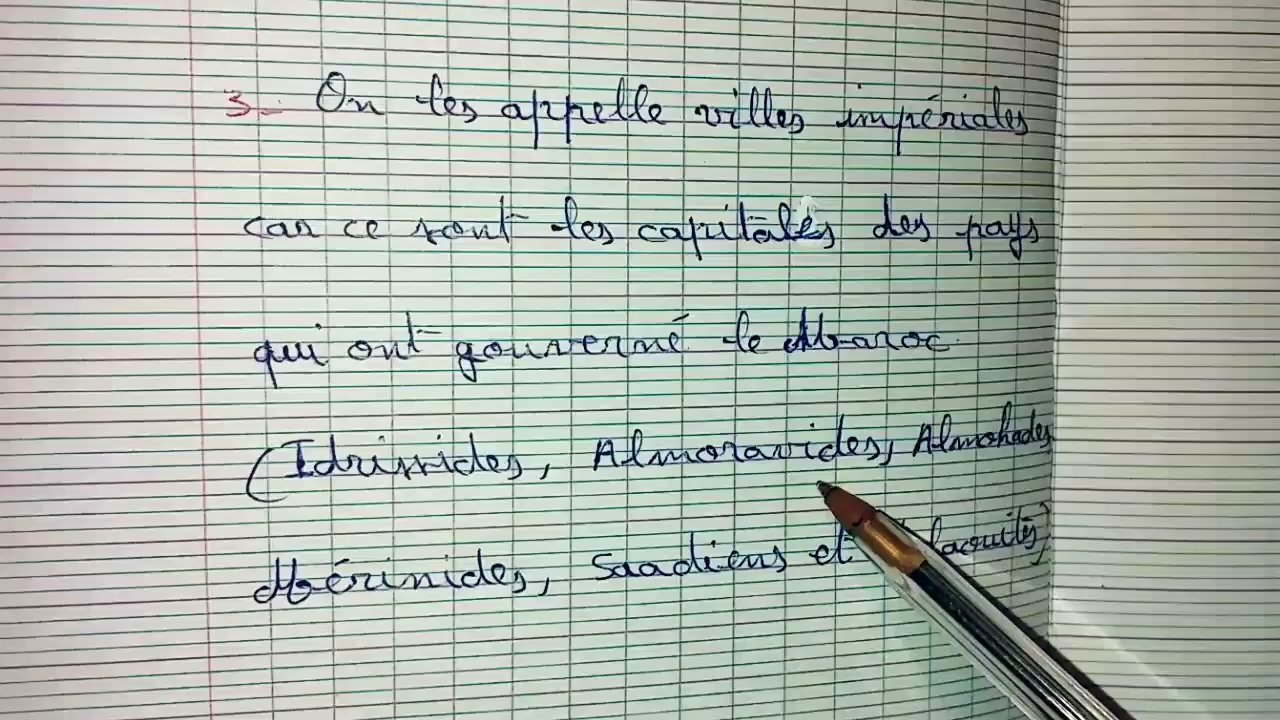 3- On les appelle villes impériales
car ce sont les capitales des pays
qui ont gouverné le Maroc.
(Idrissides, Almoravides, Almohades
Mérinides, Saadiens et